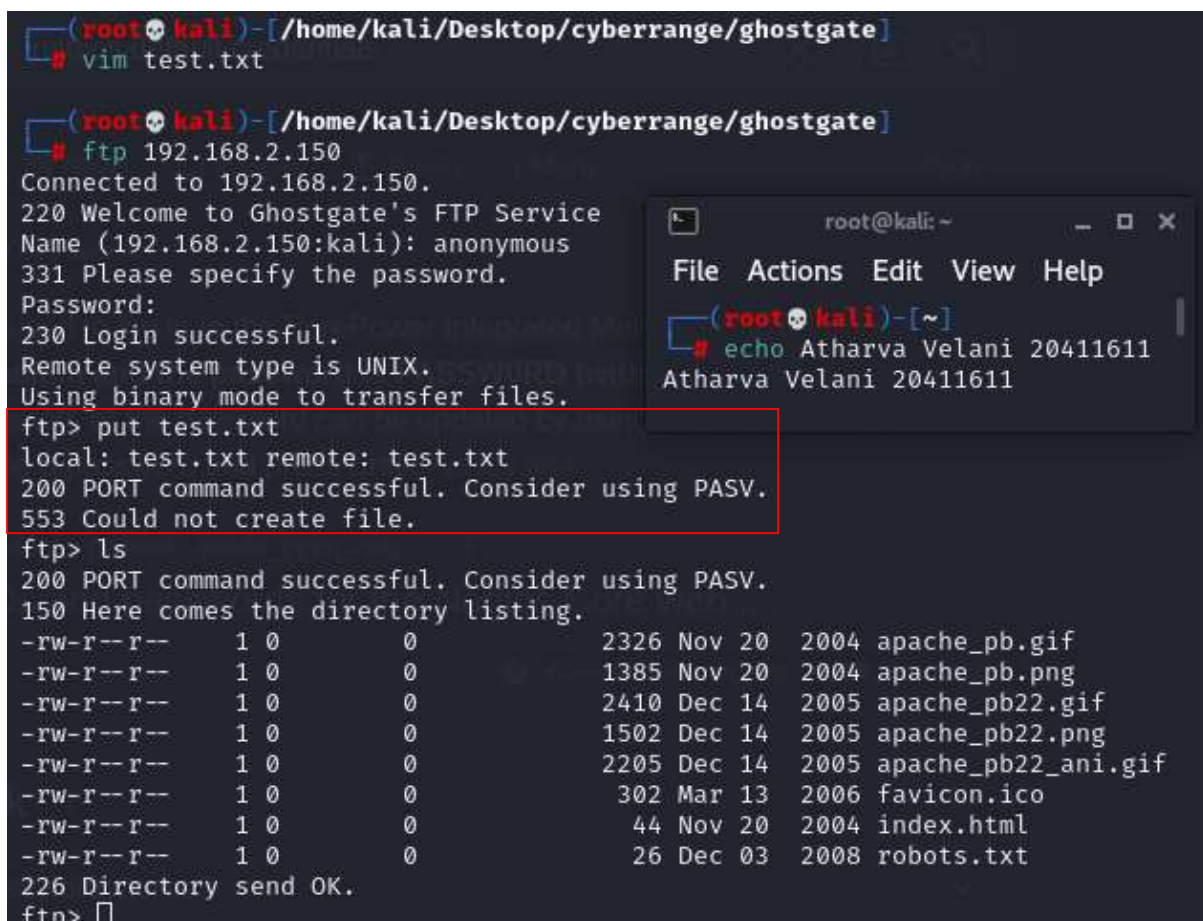 (root💀kali)-[/home/kali/Desktop/cyberrange/ghostgate]
# vim test.txt
(root💀kali)-[/home/kali/Desktop/cyberrange/ghostgate]
# ftp 192.168.2.150
Connected to 192.168.2.150.
220 Welcome to Ghostgate's FTP Service
Name (192.168.2.150:kali): anonymous
331 Please specify the password.
Password:
230 Login successful.
Remote system type is UNIX.
Using binary mode to transfer files.
ftp> put test.txt
local: test.txt remote: test.txt
200 PORT command successful. Consider using PASV.
553 Could not create file.
ftp> ls
200 PORT command successful. Consider using PASV.
150 Here comes the directory listing.
-rw-r--r-- 1 0 0 2326 Nov 20 2004 apache_pb.gif
-rw-r--r-- 1 0 0 1385 Nov 20 2004 apache_pb.png
-rw-r--r-- 1 0 0 2410 Dec 14 2005 apache_pb22.gif
-rw-r--r-- 1 0 0 1502 Dec 14 2005 apache_pb22.png
-rw-r--r-- 1 0 0 2205 Dec 14 2005 apache_pb22_ani.gif
-rw-r--r-- 1 0 0 302 Mar 13 2006 favicon.ico
-rw-r--r-- 1 0 0 44 Nov 20 2004 index.html
-rw-r--r-- 1 0 0 26 Dec 03 2008 robots.txt
226 Directory send OK.
ftp>
root@kali: ~
File Actions Edit View Help
(root💀kali)-[~]
# echo Atharva Velani 20411611
Atharva Velani 20411611